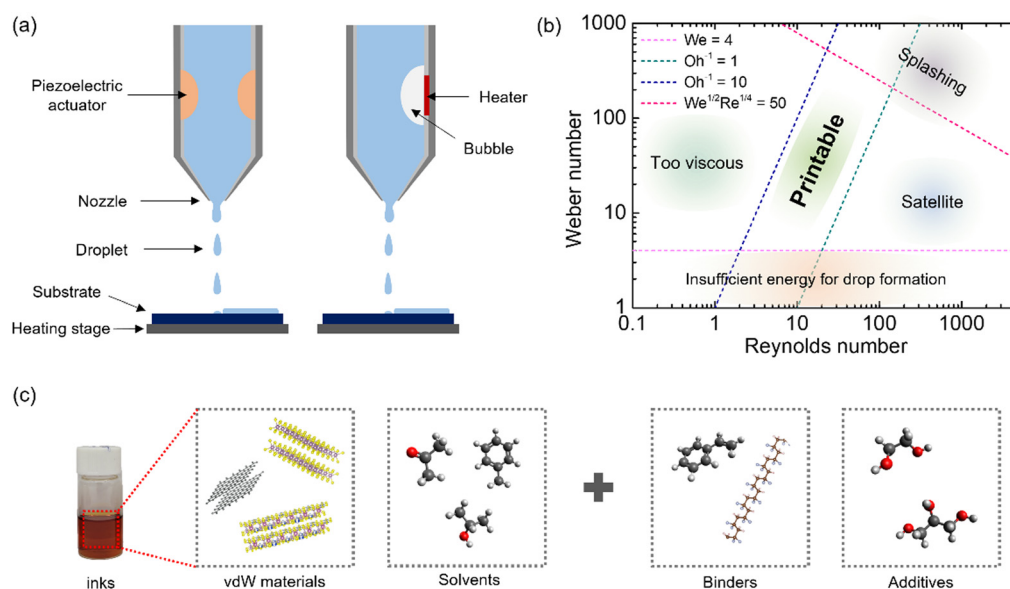 (a)
Piezoelectric
actuator
Nozzle
Droplet
Substrate
Heating stage
Heater
Bubble
(b)
Weber number
1000
100
10
1
We = 4
Oh⁻¹ = 1
Oh⁻¹ = 10
We¹ᐟ²Re¹ᐟ⁴ = 50
Splashing
Too viscous
Printable
Satellite
Insufficient energy for drop formation
0.1 1 10 100 1000
Reynolds number
(c)
inks
vdW materials
Solvents
Binders
Additives